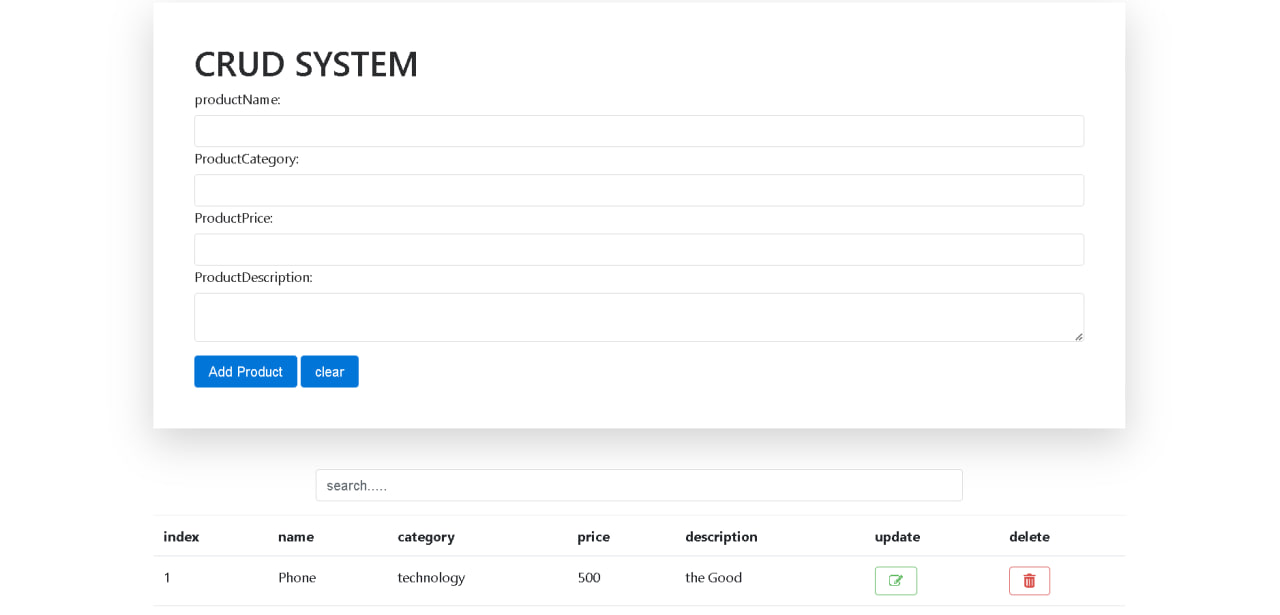 CRUD SYSTEM
productName:
ProductCategory:
ProductPrice:
ProductDescription:
Add Product clear
search.....
index name category price description update delete
1 Phone technology 500 the Good